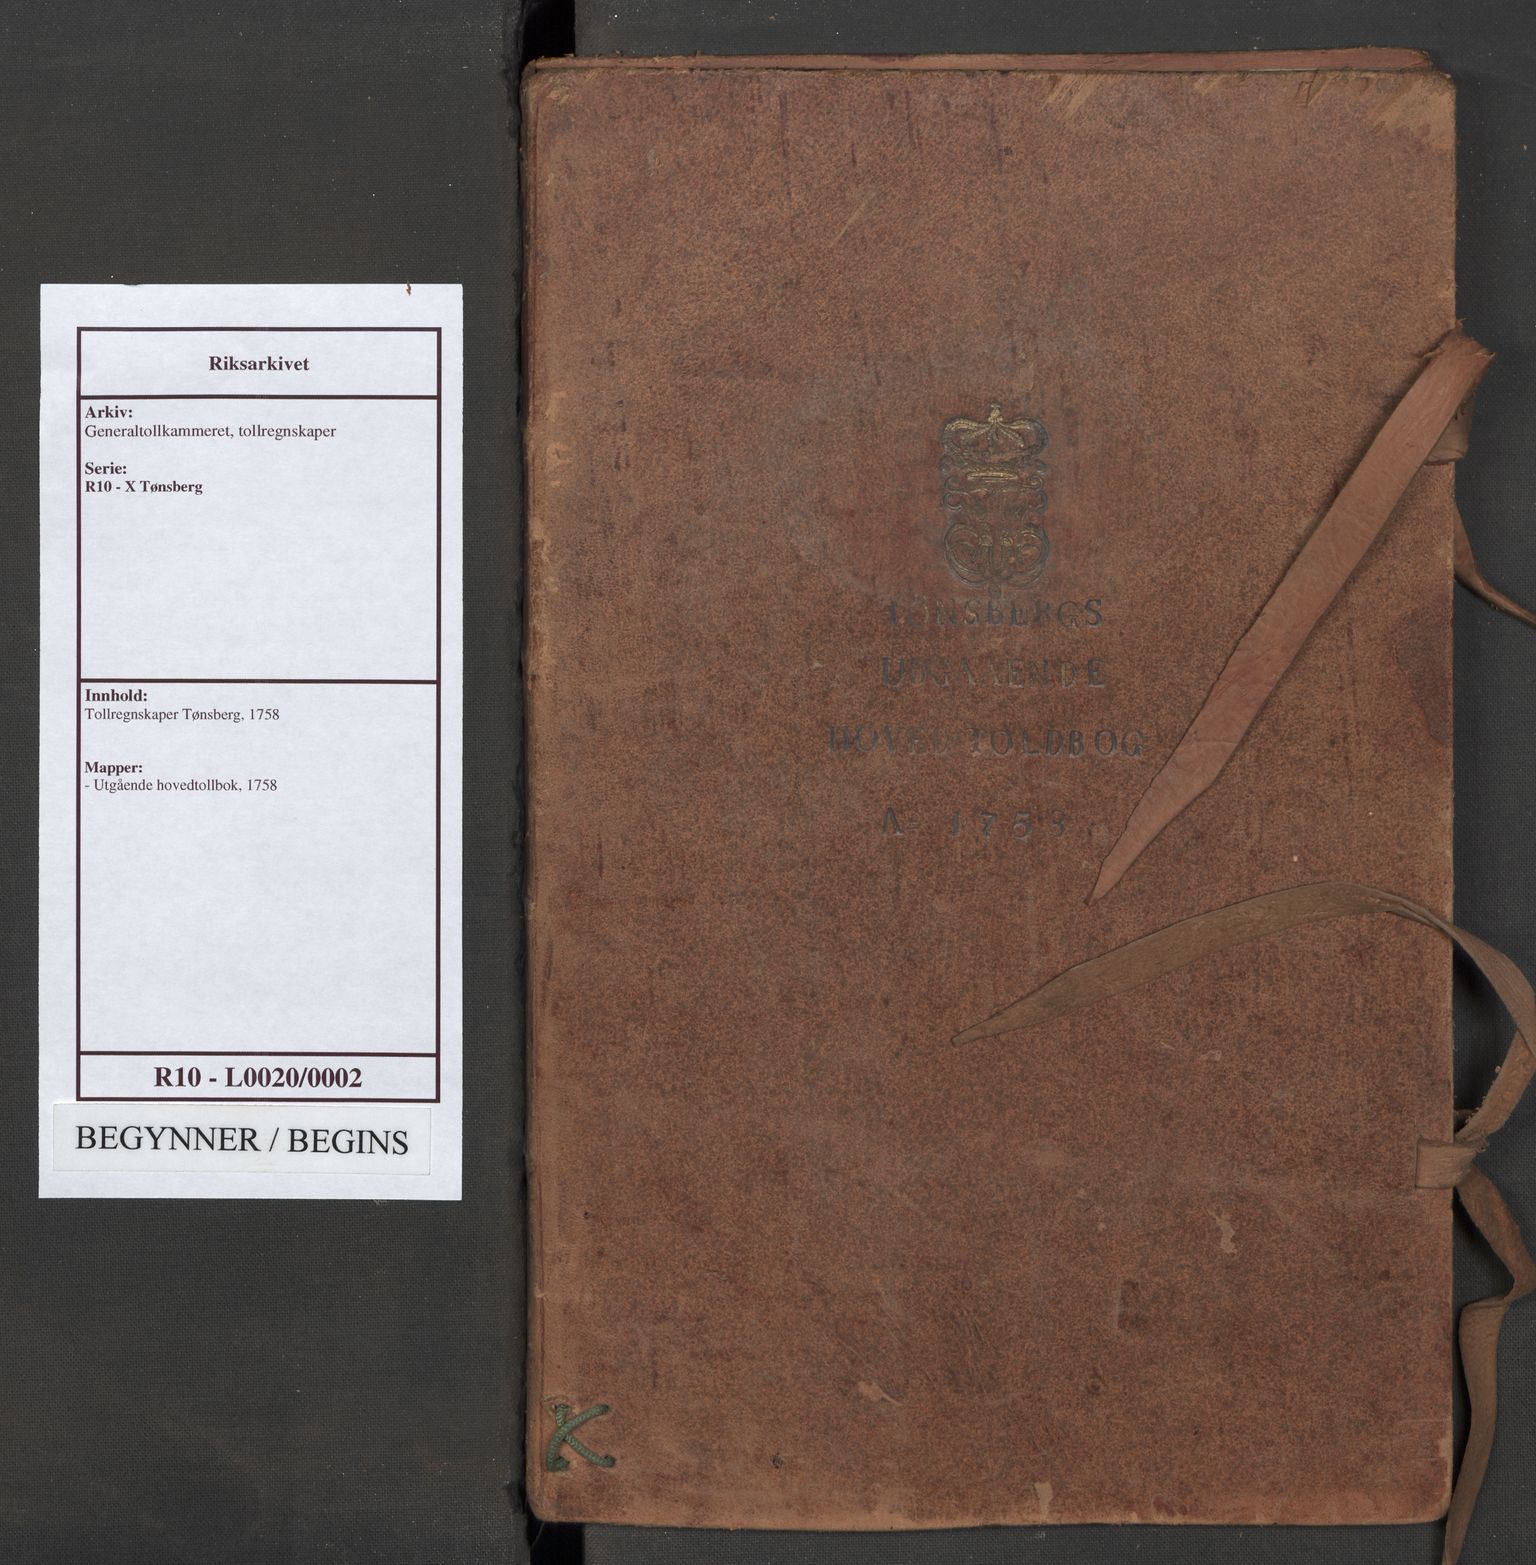 Riksarkivet
Arkiv:
Generaltollkammeret, tollregnskaper
Serie:
R10 - X Tønsberg
Innhold:
Tollregnskaper Tønsberg, 1758
Mapper:
- Utgående hovedtollbok, 1758
R10 - L0020/0002
BEGYNNER / BEGINS
TØNSBERGS
UDGAAENDE
HOVED TOLDBOG
A= 1758
K